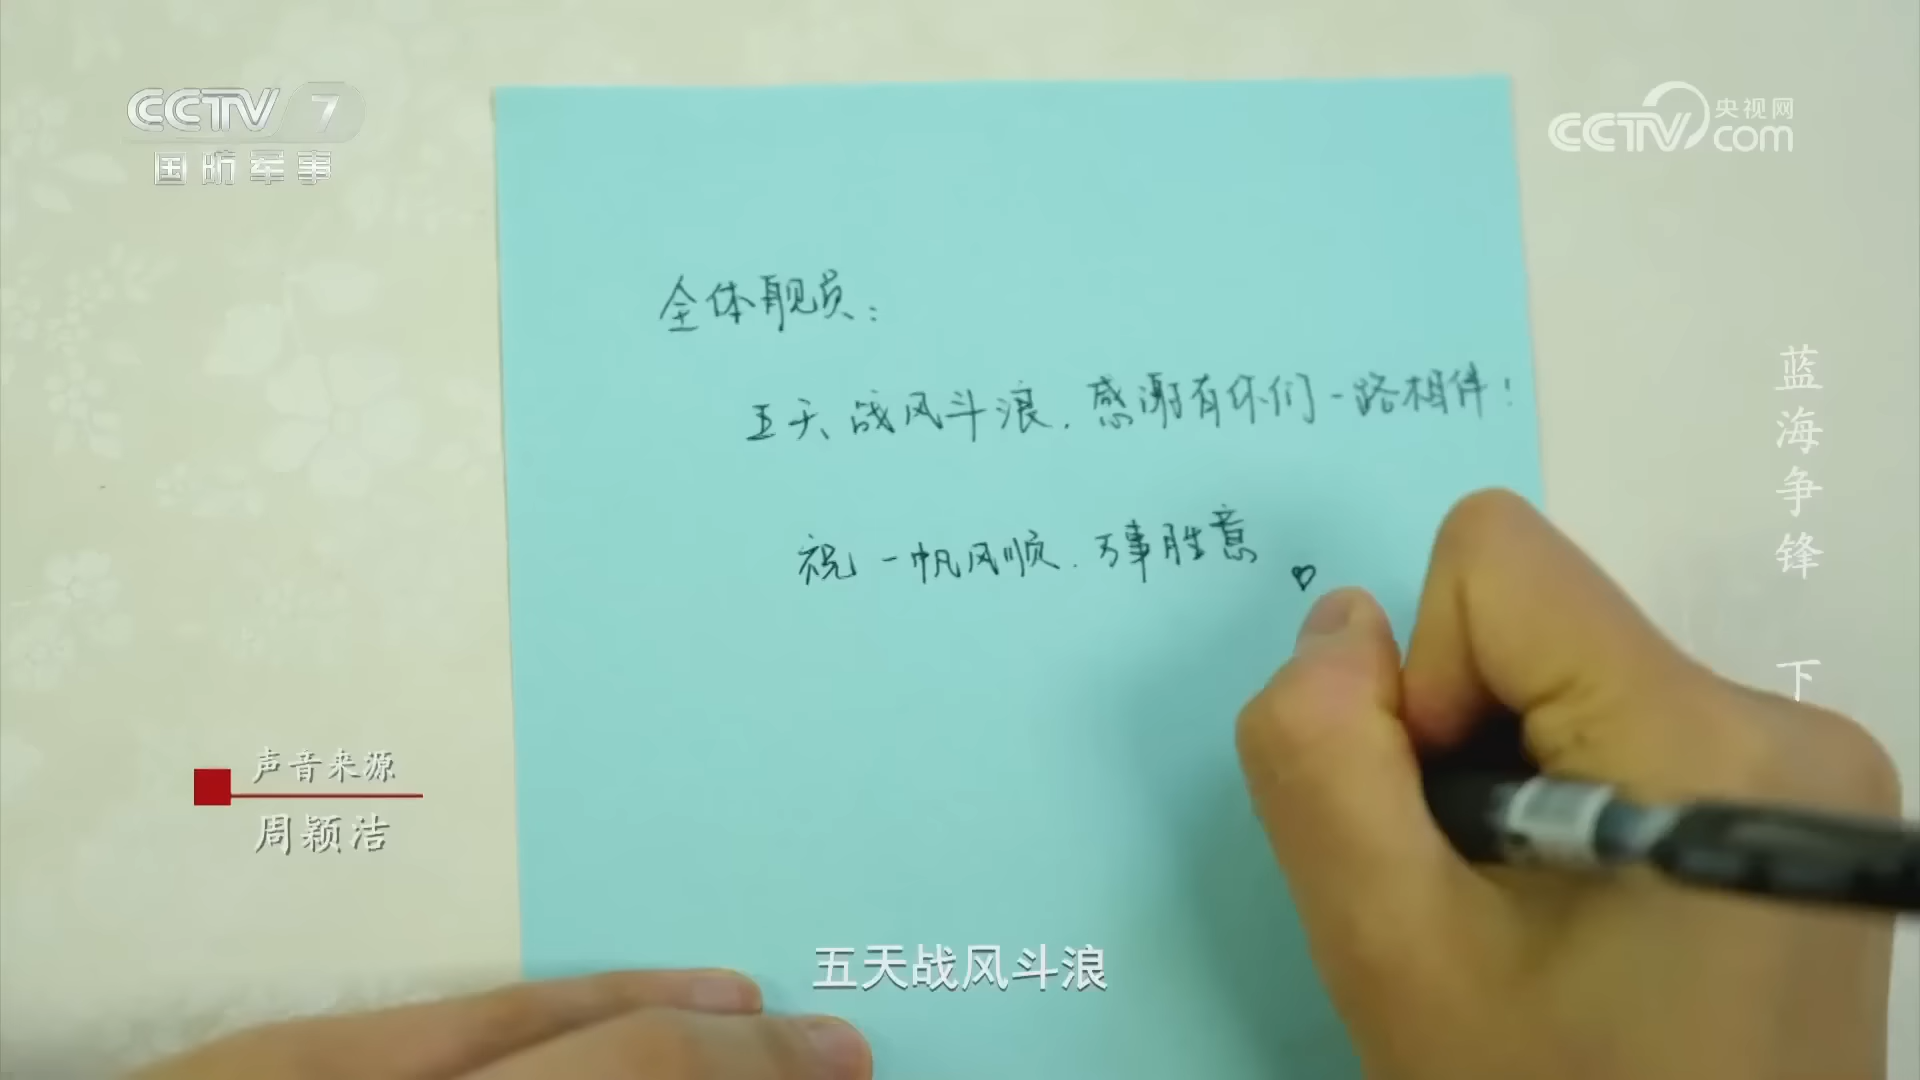 CCTV 7
国防军事
央视网
CCTV com
全体靓员：
五天战风斗浪，感谢有你们一路相伴！
祝一帆风顺，万事胜意 ♡
蓝海争锋 下
声音来源
周颖洁
五天战风斗浪